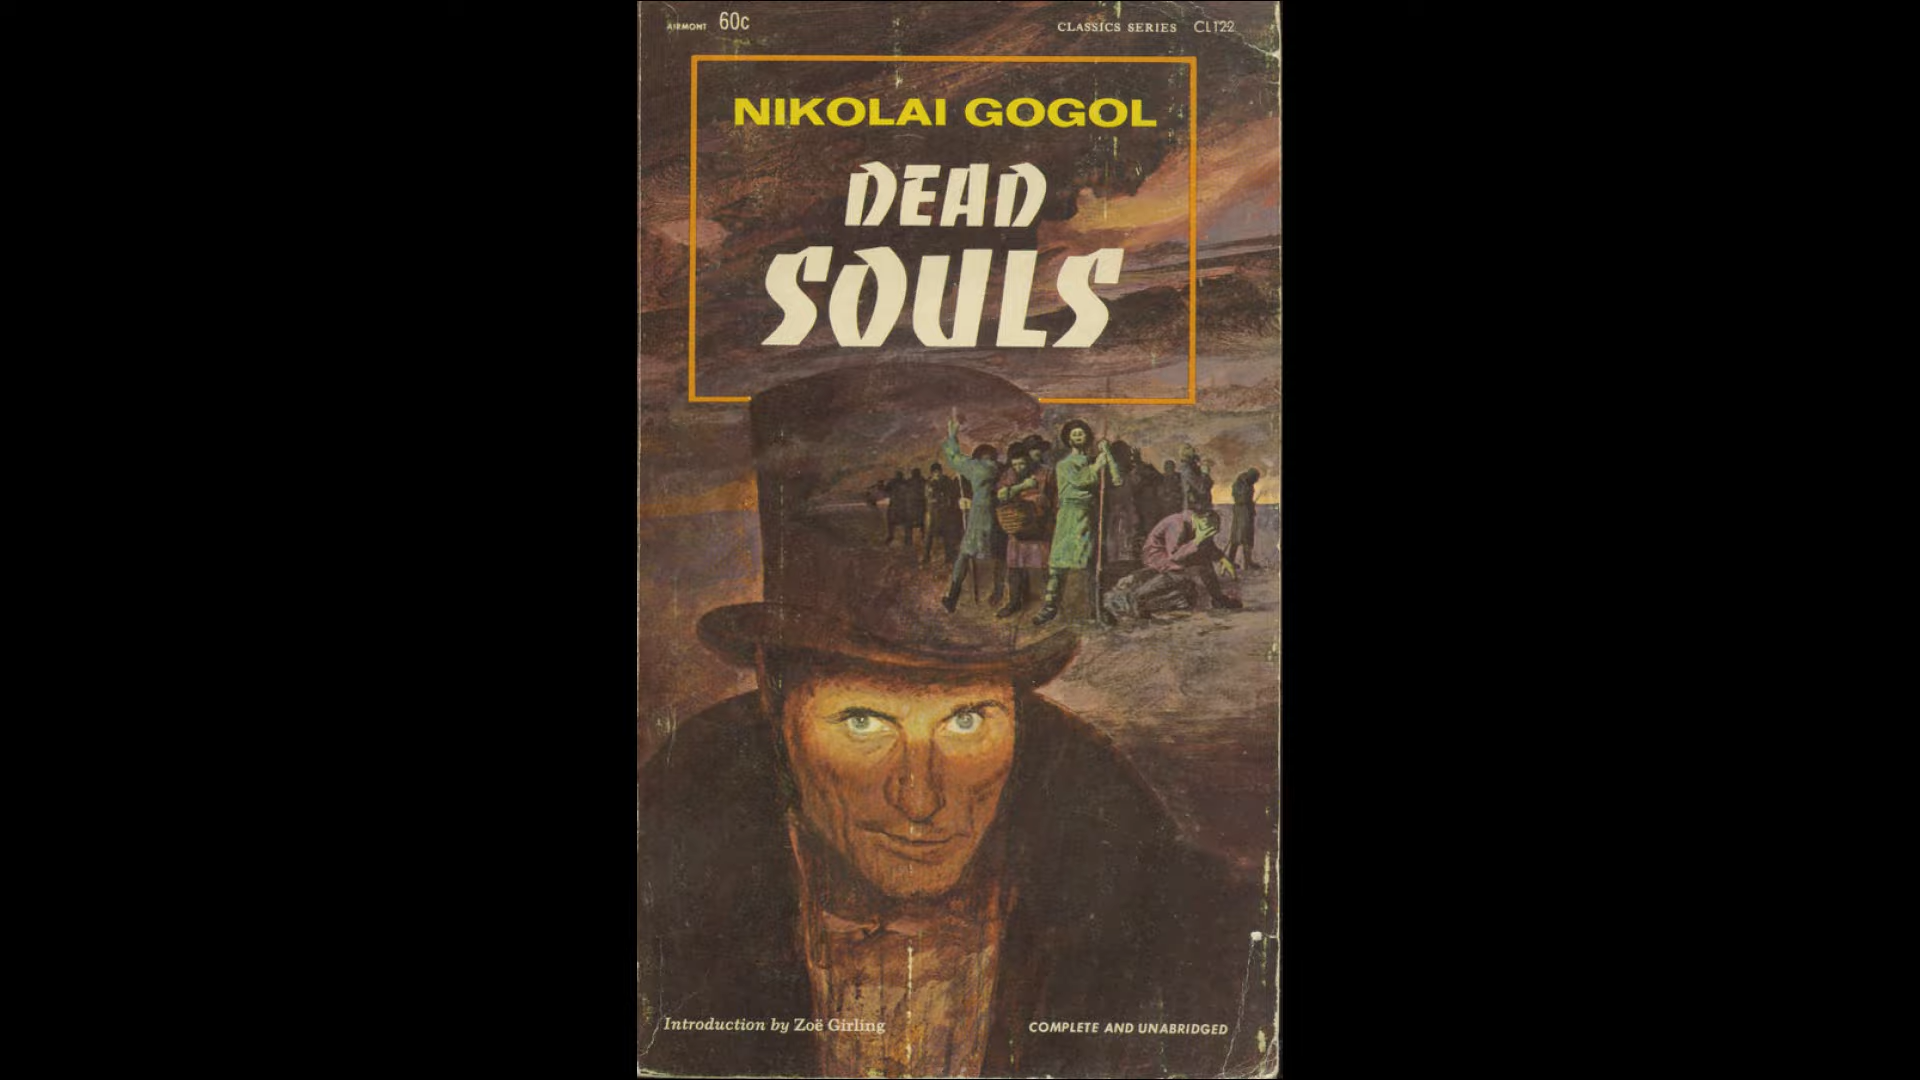 AIRMONT 60c
CLASSICS SERIES CL122
NIKOLAI GOGOL
DEAD
SOULS
Introduction by Zoë Girling
COMPLETE AND UNABRIDGED